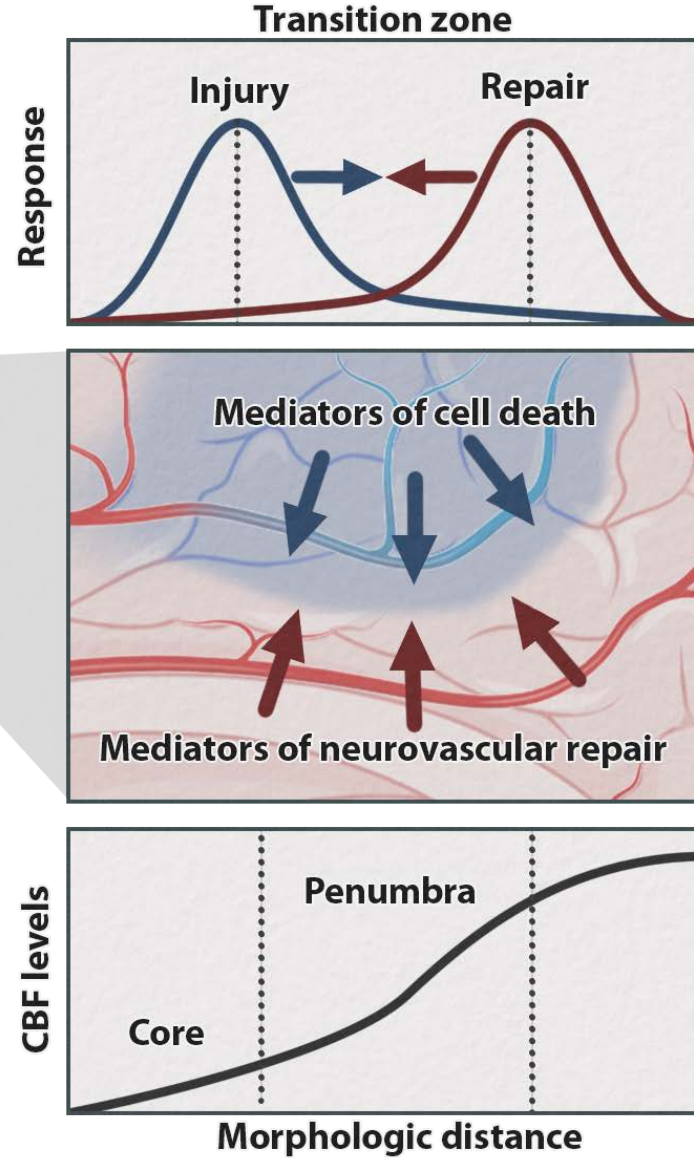 Transition zone
Injury
Repair
Response
Mediators of cell death
Mediators of neurovascular repair
CBF levels
Penumbra
Core
Morphologic distance